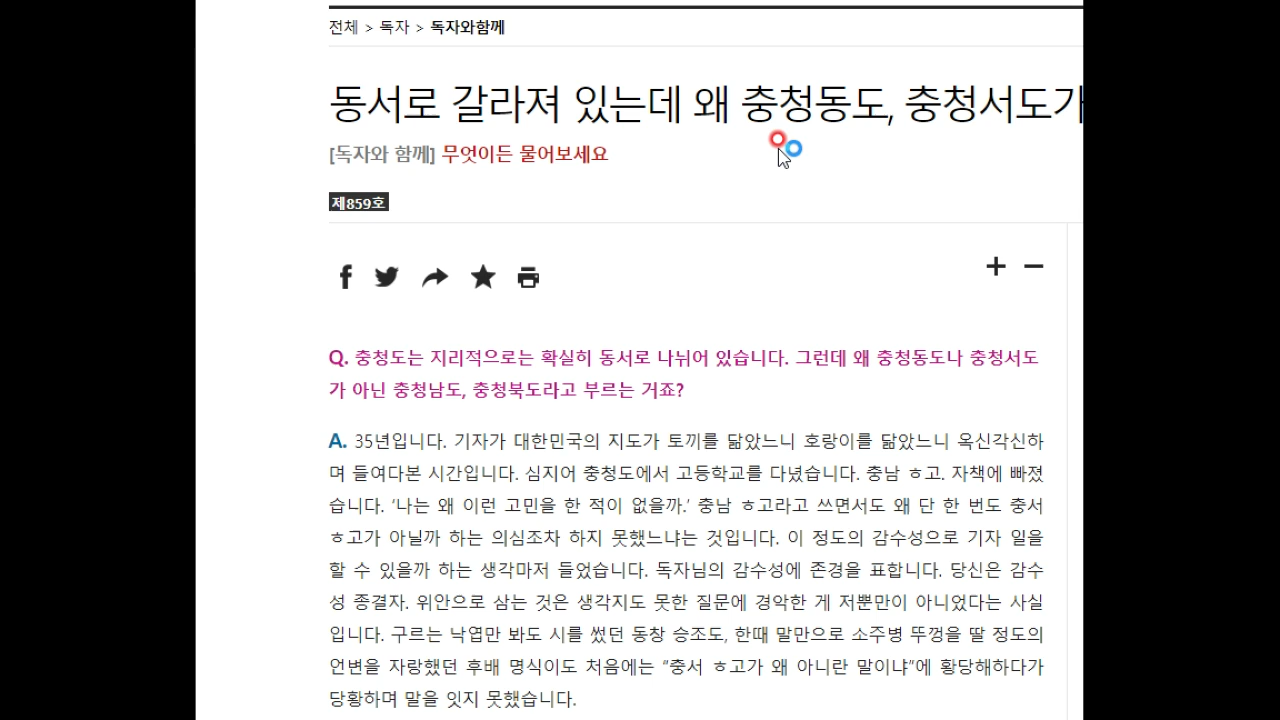 전체 > 독자 > 독자와함께
동서로 갈라져 있는데 왜 충청동도, 충청서도가
[독자와 함께] 무엇이든 물어보세요
제859호
Q. 충청도는 지리적으로는 확실히 동서로 나뉘어 있습니다. 그런데 왜 충청동도나 충청서도
가 아닌 충청남도, 충청북도라고 부르는 거죠?
A. 35년입니다. 기자가 대한민국의 지도가 토끼를 닮았느니 호랑이를 닮았느니 옥신각신하
며 들여다본 시간입니다. 심지어 충청도에서 고등학교를 다녔습니다. 충남 ㅎ고. 자책에 빠졌
습니다. ‘나는 왜 이런 고민을 한 적이 없을까.’ 충남 ㅎ고라고 쓰면서도 왜 단 한 번도 충서
ㅎ고가 아닐까 하는 의심조차 하지 못했느냐는 것입니다. 이 정도의 감수성으로 기자 일을
할 수 있을까 하는 생각마저 들었습니다. 독자님의 감수성에 존경을 표합니다. 당신은 감수
성 종결자. 위안으로 삼는 것은 생각지도 못한 질문에 경악한 게 저뿐만이 아니었다는 사실
입니다. 구르는 낙엽만 봐도 시를 썼던 동창 승조도, 한때 말만으로 소주병 뚜껑을 딸 정도의
언변을 자랑했던 후배 명식이도 처음에는 “충서 ㅎ고가 왜 아니란 말이냐”에 황당해하다가
당황하며 말을 잇지 못했습니다.